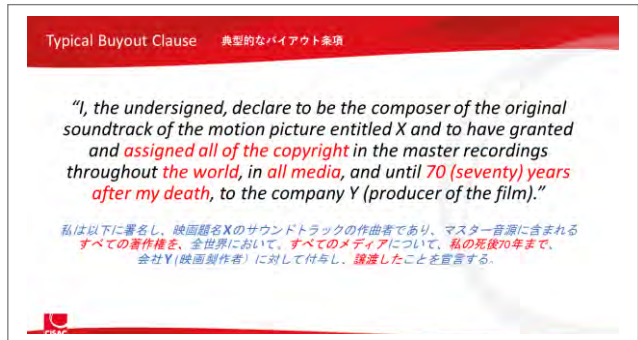 Typical Buyout Clause 典型的なバイアウト条項
“I, the undersigned, declare to be the composer of the original
soundtrack of the motion picture entitled X and to have granted
and assigned all of the copyright in the master recordings
throughout the world, in all media, and until 70 (seventy) years
after my death, to the company Y (producer of the film).”
私は以下に署名し、映画題名Xのサウンドトラックの作曲者であり、マスター音源に含まれる
すべての著作権を、全世界において、すべてのメディアについて、私の死後70年まで、
会社Y(映画製作者）に対して付与し、譲渡したことを宣言する。
CISAC